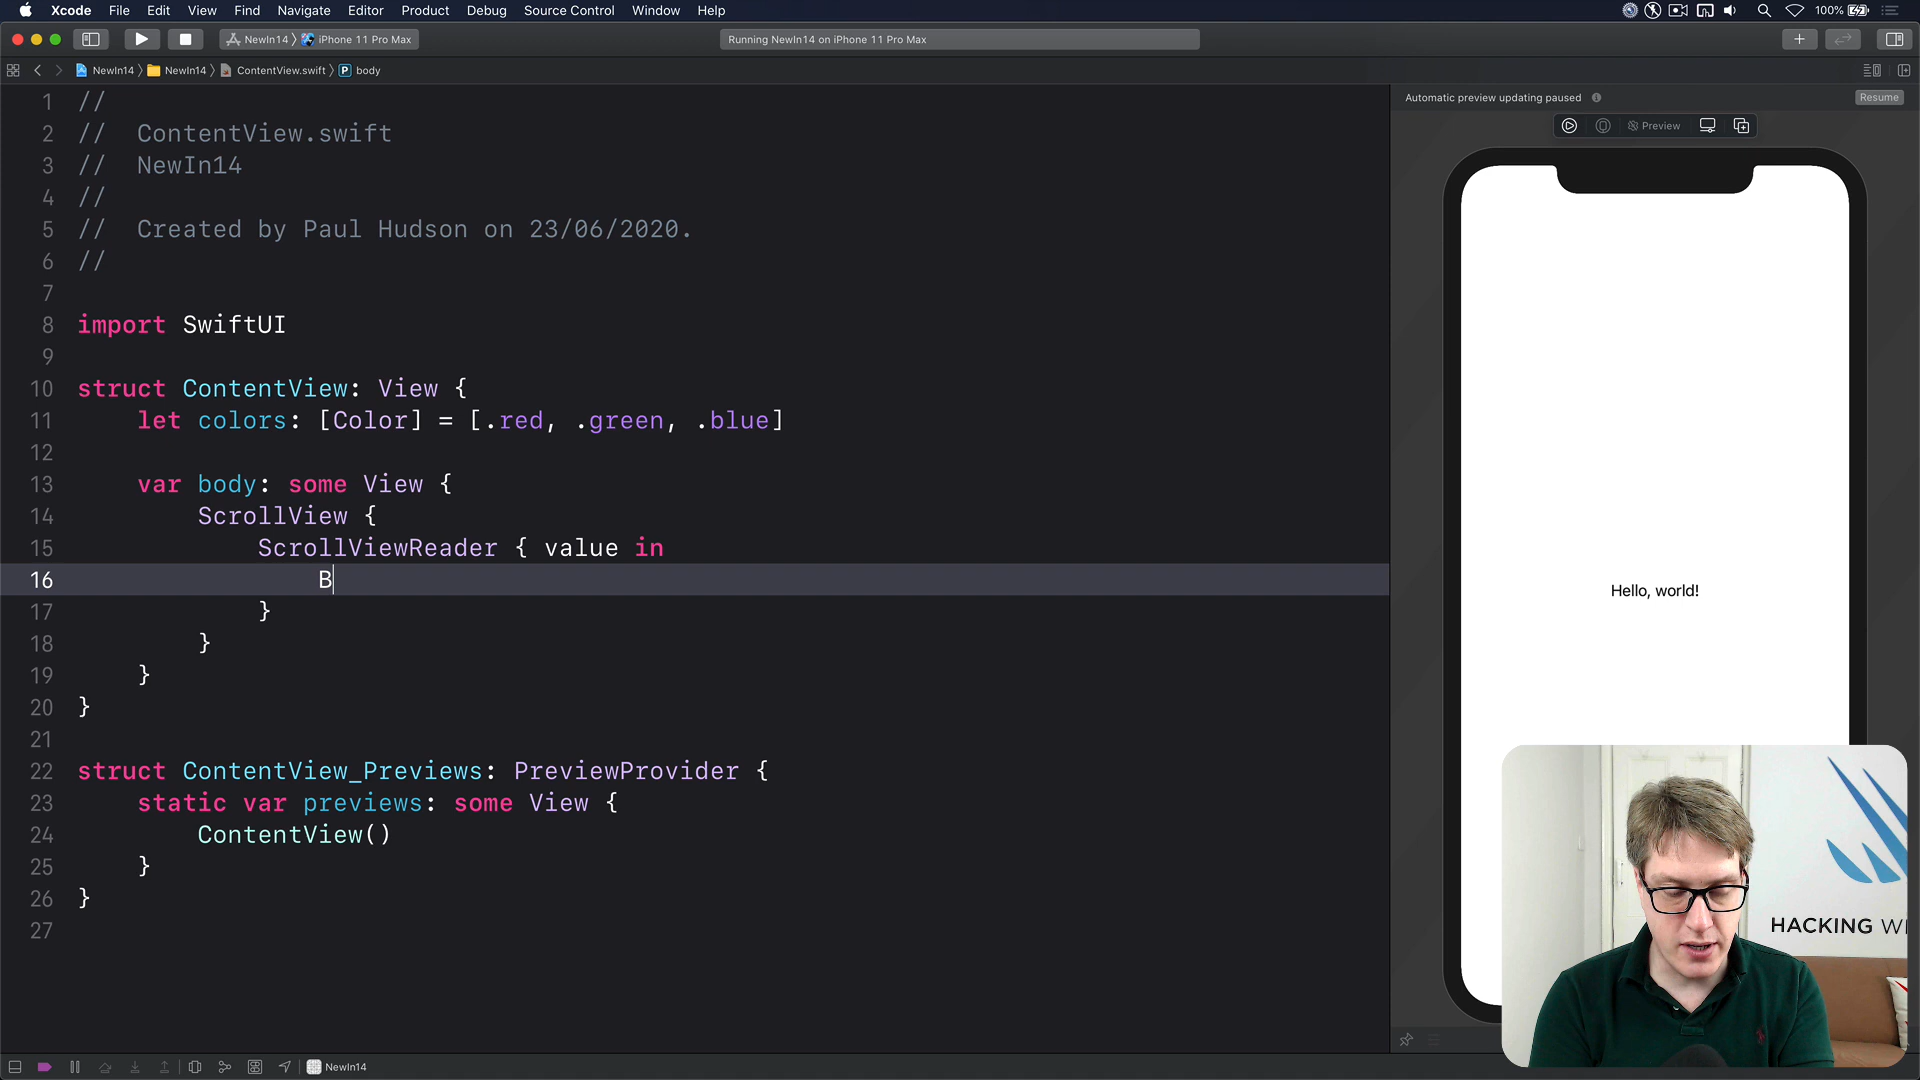 Xcode File Edit View Find Navigate Editor Product Debug Source Control Window Help 100%
NewIn14 iPhone 11 Pro Max Running NewIn14 on iPhone 11 Pro Max
NewIn14 NewIn14 ContentView.swift P body
Automatic preview updating paused Resume
Preview
1 //
2 // ContentView.swift
3 // NewIn14
4 //
5 // Created by Paul Hudson on 23/06/2020.
6 //
7
8 import SwiftUI
9
10 struct ContentView: View {
11 let colors: [Color] = [.red, .green, .blue]
12
13 var body: some View {
14 ScrollView {
15 ScrollViewReader { value in
16 B
17 }
18 }
19 }
20 }
21
22 struct ContentView_Previews: PreviewProvider {
23 static var previews: some View {
24 ContentView()
25 }
26 }
27
Hello, world!
HACKING WI
NewIn14